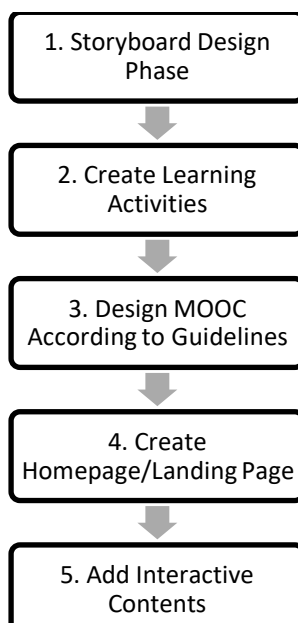 1. Storyboard Design
Phase
2. Create Learning
Activities
3. Design MOOC
According to Guidelines
4. Create
Homepage/Landing Page
5. Add Interactive
Contents